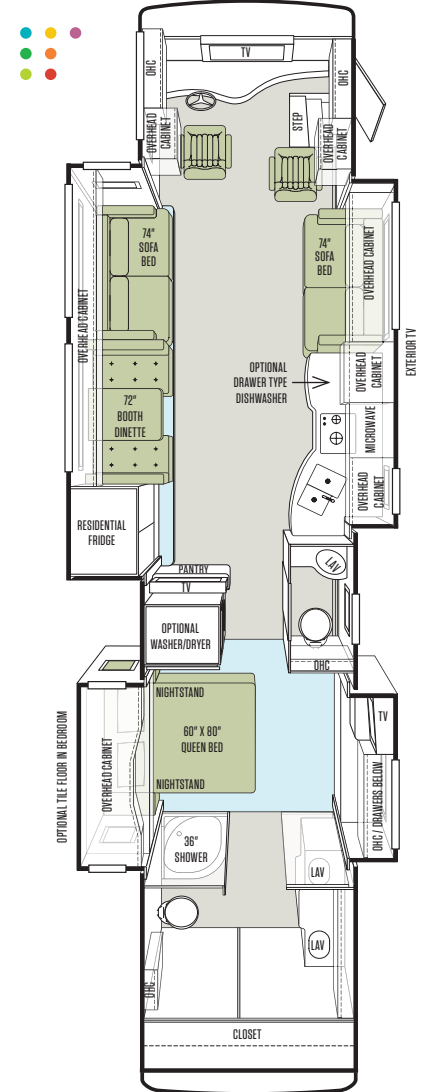 TV
OHC
OHC
OVERHEAD
CABINET
STEP
OVERHEAD
CABINET
74"
SOFA
BED
74"
SOFA
BED
OVERHEAD CABINET
OVERHEAD CABINET
EXTERIOR TV
OPTIONAL
DRAWER TYPE
DISHWASHER
OVERHEAD
CABINET
72"
BOOTH
DINETTE
MICROWAVE
OVERHEAD
CABINET
RESIDENTIAL
FRIDGE
PANTRY
TV
LAV
OPTIONAL
WASHER/DRYER
OHC
NIGHTSTAND
60" X 80"
QUEEN BED
NIGHTSTAND
OVERHEAD CABINET
OPTIONAL TILE FLOOR IN BEDROOM
TV
OHC / DRAWERS BELOW
36"
SHOWER
LAV
LAV
OHC
CLOSET